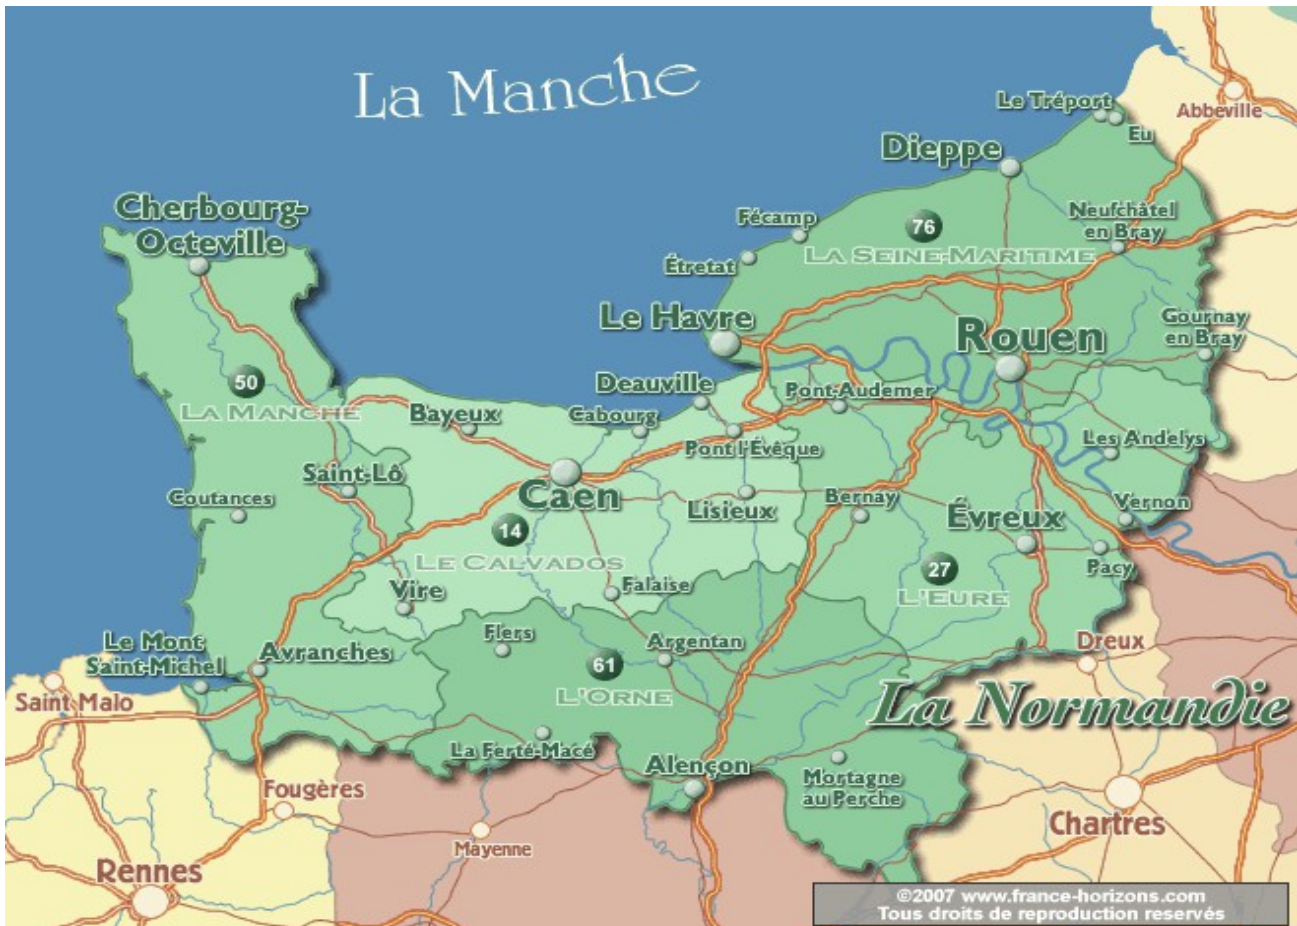 La Manche
Le Tréport
Abbeville
Eu
Dieppe
Cherbourg-
Octeville
Fécamp
Neufchâtel
en Bray
76
La Seine-Maritime
Étretat
Le Havre
Rouen
Gournay
en Bray
50
La Manche
Deauville
Pont-Audemer
Bayeux
Cabourg
Pont l'Évêque
Les Andelys
Saint-Lô
Coutances
Caen
Lisieux
Bernay
Évreux
Vernon
14
Le Calvados
27
L'Eure
Pacy
Vire
Falaise
Flers
Argentan
Le Mont
Saint-Michel
Avranches
61
L'Orne
Dreux
Saint Malo
La Normandie
La Ferté-Macé
Alençon
Mortagne
au Perche
Fougères
Mayenne
Chartres
Rennes
©2007 www.france-horizons.com
Tous droits de reproduction reservés